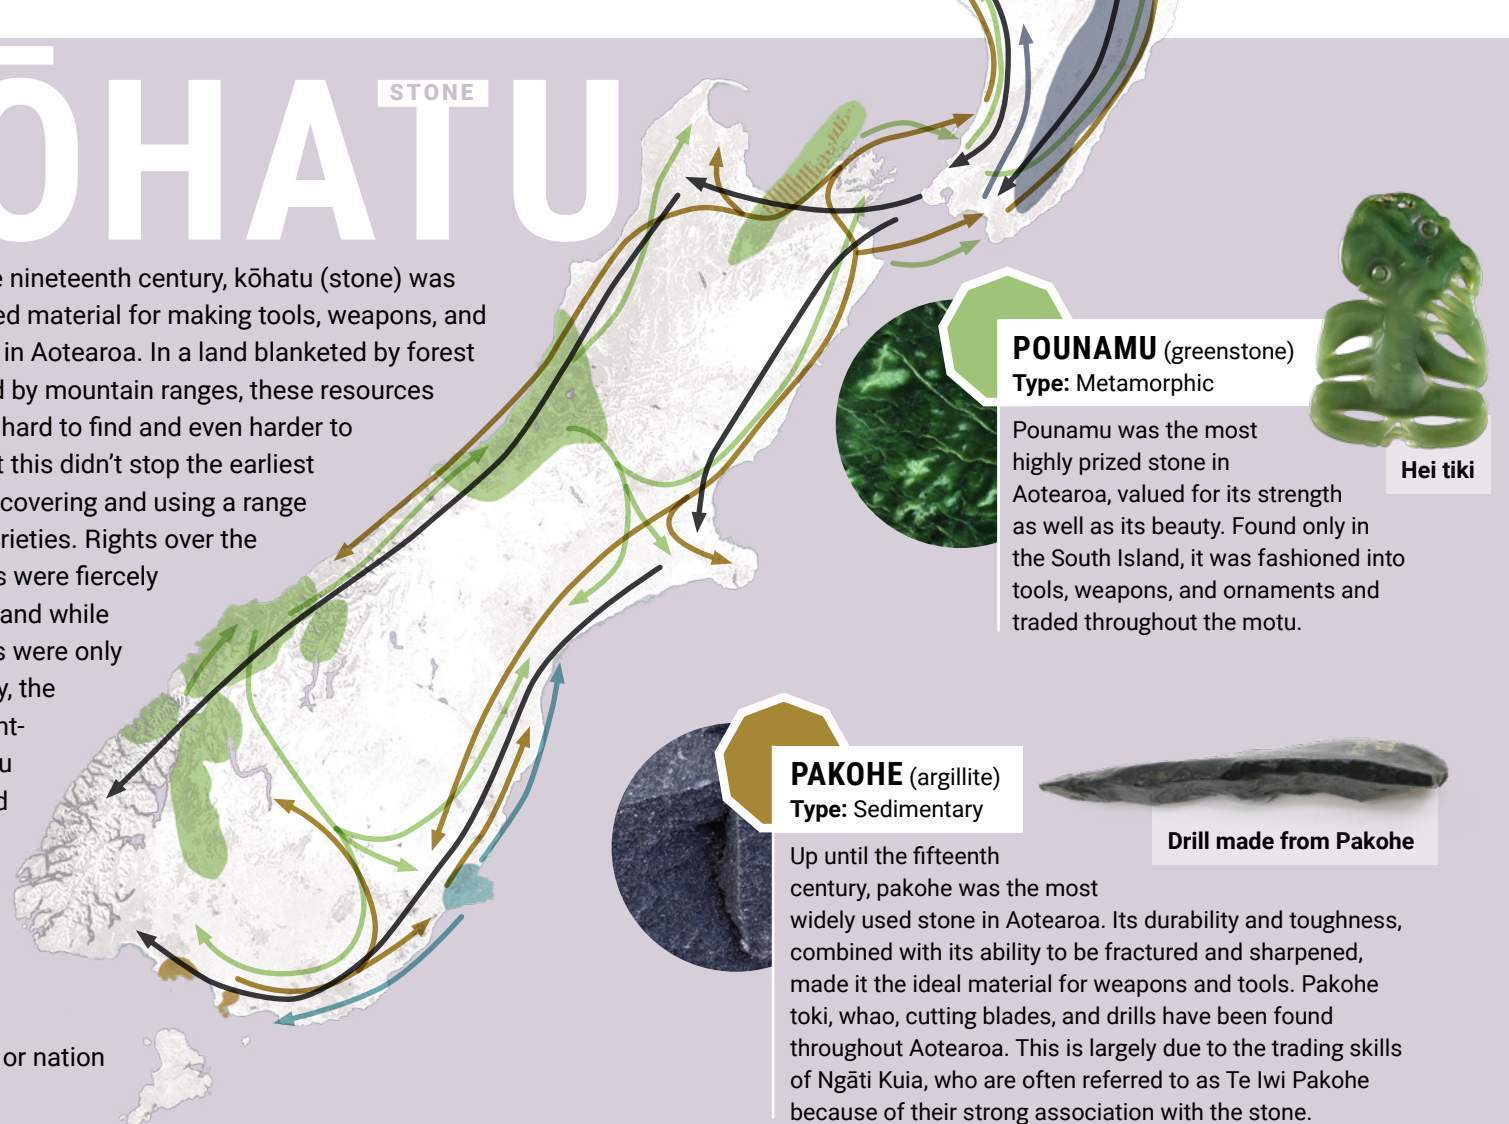 ŌHATU
STONE
nineteenth century, kōhatu (stone) was
material for making tools, weapons, and
in Aotearoa. In a land blanketed by forest
by mountain ranges, these resources
hard to find and even harder to
this didn't stop the earliest
covering and using a range
rieties. Rights over the
were fiercely
and while
were only
y, the
nt-
u
d
or nation
POUNAMU (greenstone)
Type: Metamorphic
Pounamu was the most
highly prized stone in
Aotearoa, valued for its strength
as well as its beauty. Found only in
the South Island, it was fashioned into
tools, weapons, and ornaments and
traded throughout the motu.
Hei tiki
PAKOHE (argillite)
Type: Sedimentary
Up until the fifteenth
century, pakohe was the most
widely used stone in Aotearoa. Its durability and toughness,
combined with its ability to be fractured and sharpened,
made it the ideal material for weapons and tools. Pakohe
toki, whao, cutting blades, and drills have been found
throughout Aotearoa. This is largely due to the trading skills
of Ngāti Kuia, who are often referred to as Te Iwi Pakohe
because of their strong association with the stone.
Drill made from Pakohe